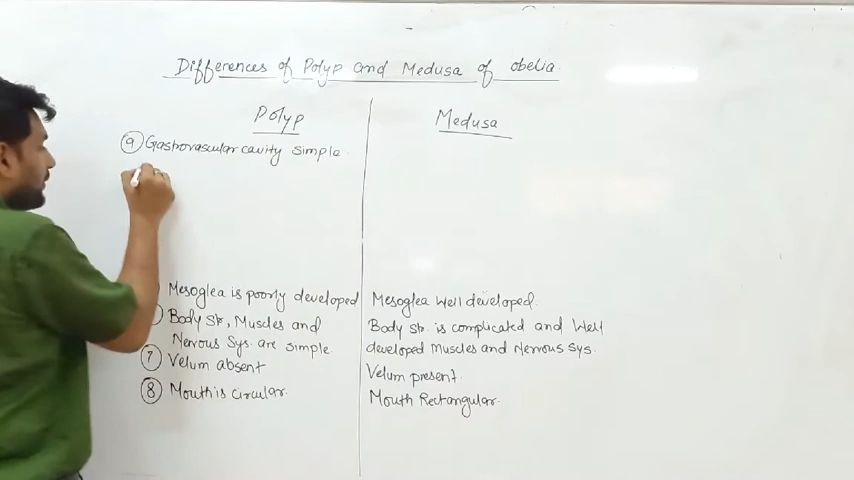 Differences of Polyp and Medusa of obelia
Polyp
Medusa
9 Gastrovascular cavity simple
Mesoglea is poorly developed
Body str, Muscles and
Nervous Sys. are simple
7 Velum absent
8 Mouth is circular.
Mesoglea Well developed.
Body str. is complicated and Well
developed Muscles and Nervous Sys.
Velum present.
Mouth Rectangular.